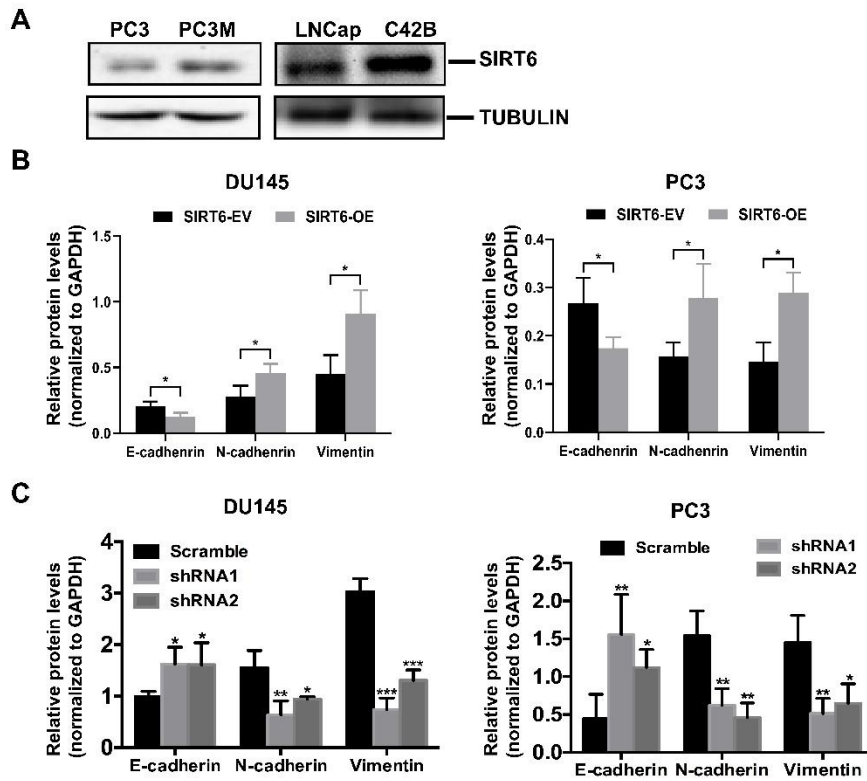 A
PC3 PC3M LNCap C42B
SIRT6
TUBULIN
B
DU145
SIRT6-EV SIRT6-OE
Relative protein levels
(normalized to GAPDH)
1.5
1.0
0.5
0.0
* * *
E-cadhenrin N-cadhenrin Vimentin
PC3
SIRT6-EV SIRT6-OE
Relative protein levels
(normalized to GAPDH)
0.4
0.3
0.2
0.1
0.0
* * *
E-cadhenrin N-cadhenrin Vimentin
C
DU145
Scramble
shRNA1
shRNA2
Relative protein levels
(normalized to GAPDH)
4
3
2
1
0
* * ** * *** ***
E-cadherin N-cadherin Vimentin
PC3
Scramble shRNA1
shRNA2
Relative protein levels
(normalized to GAPDH)
2.5
2.0
1.5
1.0
0.5
0.0
** * ** ** ** *
E-cadherin N-cadherin Vimentin